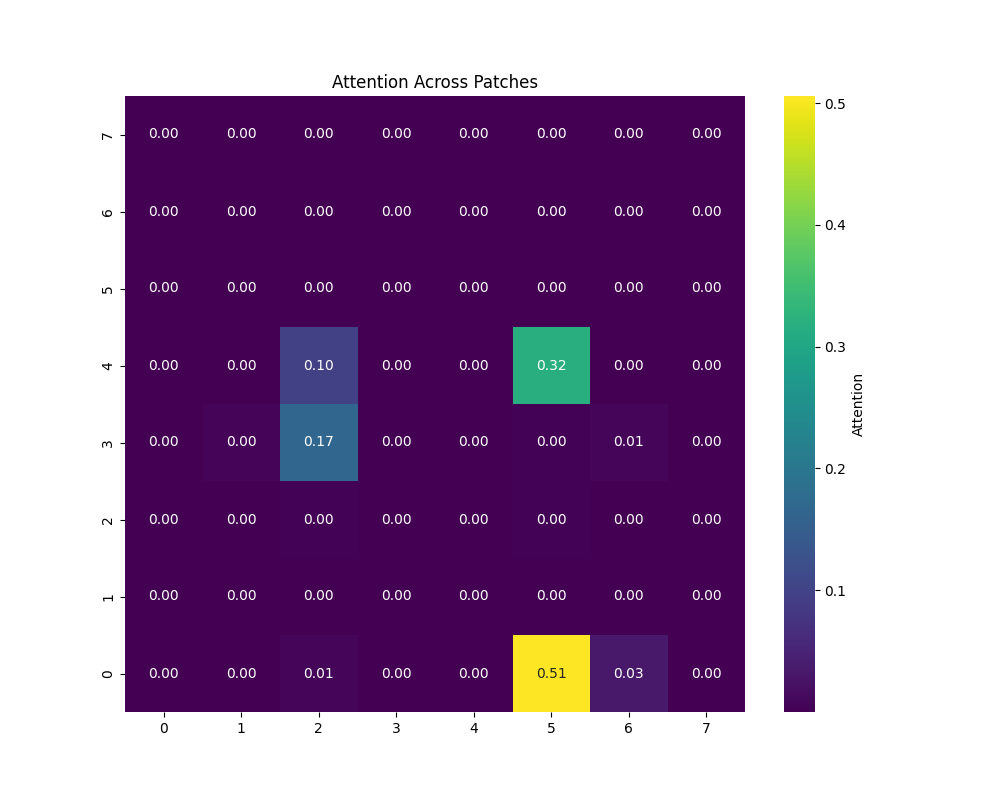 Attention Across Patches
7 0.00 0.00 0.00 0.00 0.00 0.00 0.00 0.00
6 0.00 0.00 0.00 0.00 0.00 0.00 0.00 0.00
5 0.00 0.00 0.00 0.00 0.00 0.00 0.00 0.00
4 0.00 0.00 0.10 0.00 0.00 0.32 0.00 0.00
3 0.00 0.00 0.17 0.00 0.00 0.00 0.01 0.00
2 0.00 0.00 0.00 0.00 0.00 0.00 0.00 0.00
1 0.00 0.00 0.00 0.00 0.00 0.00 0.00 0.00
0 0.00 0.00 0.01 0.00 0.00 0.51 0.03 0.00
0 1 2 3 4 5 6 7
0.5
0.4
0.3
0.2
0.1
Attention